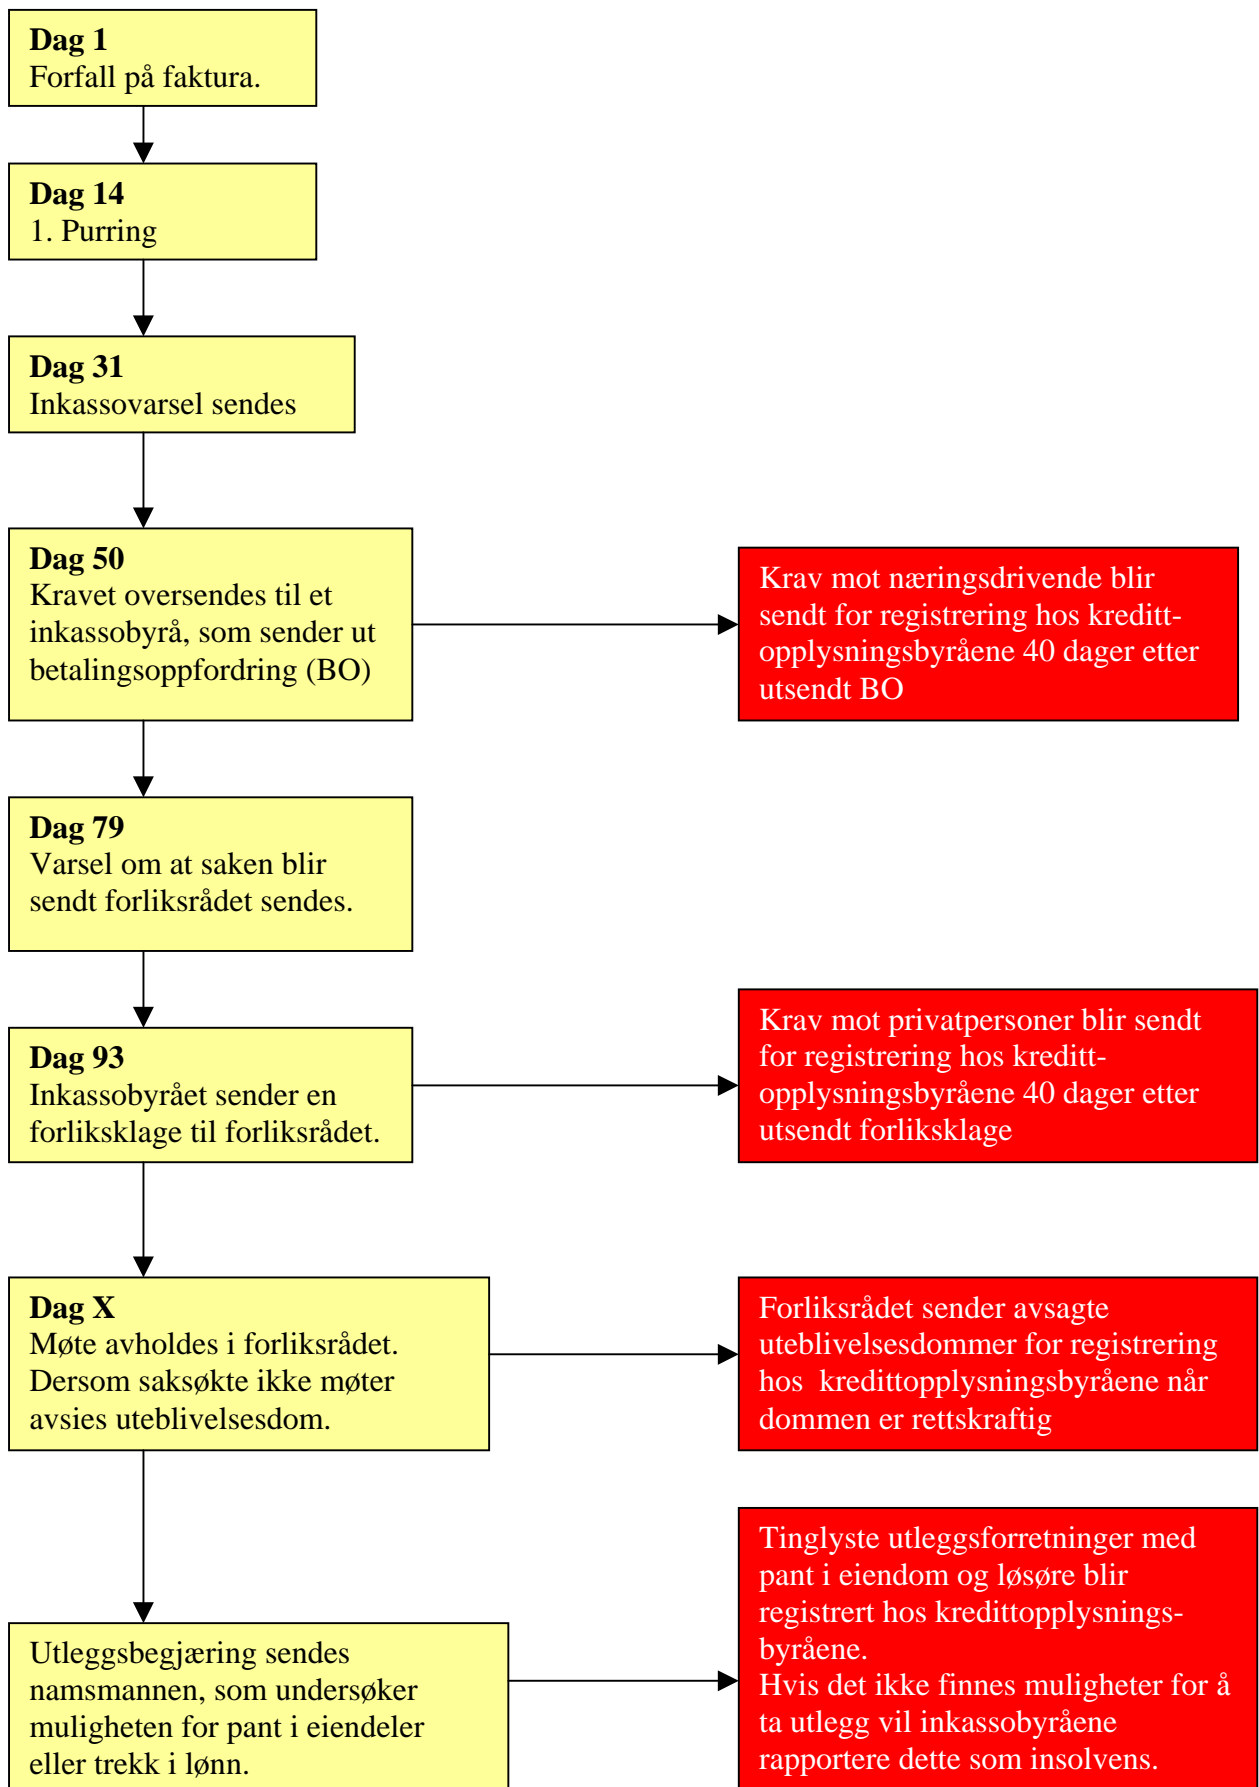 Dag 1
Forfall på faktura.
Dag 14
1. Purring
Dag 31
Inkassovarsel sendes
Dag 50
Kravet oversendes til et
inkassobyrå, som sender ut
betalingsoppfordring (BO)
Krav mot næringsdrivende blir
sendt for registrering hos kreditt-
opplysningsbyråene 40 dager etter
utsendt BO
Dag 79
Varsel om at saken blir
sendt forliksrådet sendes.
Dag 93
Inkassobyrået sender en
forliksklage til forliksrådet.
Krav mot privatpersoner blir sendt
for registrering hos kreditt-
opplysningsbyråene 40 dager etter
utsendt forliksklage
Dag X
Møte avholdes i forliksrådet.
Dersom saksøkte ikke møter
avsies uteblivelsesdom.
Forliksrådet sender avsagte
uteblivelsesdommer for registrering
hos  kredittopplysningsbyråene når
dommen er rettskraftig
Utleggsbegjæring sendes
namsmannen, som undersøker
muligheten for pant i eiendeler
eller trekk i lønn.
Tinglyste utleggsforretninger med
pant i eiendom og løsøre blir
registrert hos kredittopplysnings-
byråene.
Hvis det ikke finnes muligheter for å
ta utlegg vil inkassobyråene
rapportere dette som insolvens.